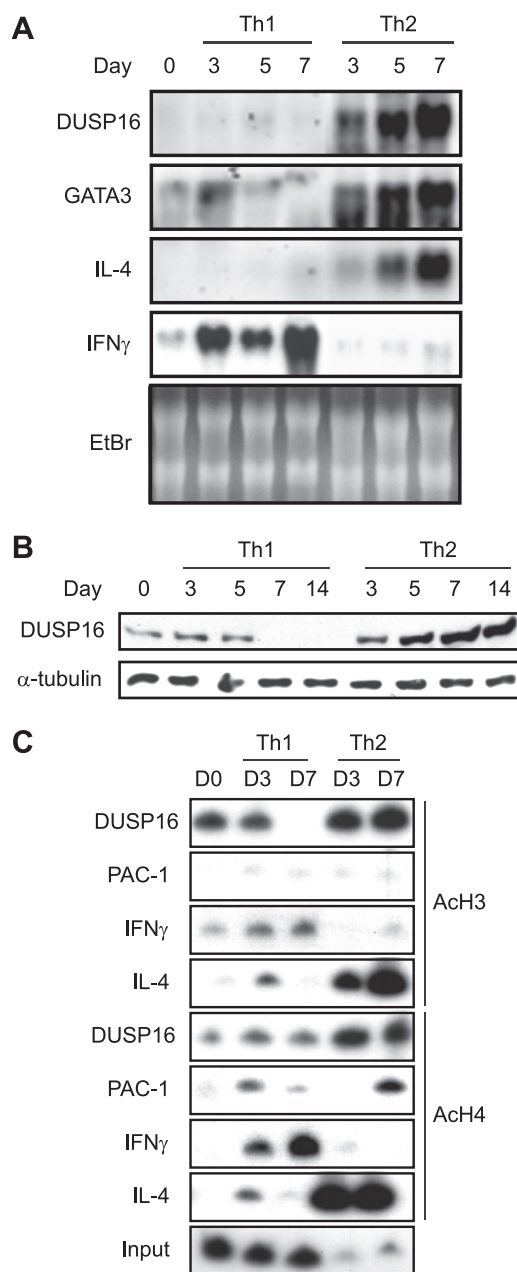 A
Th1 Th2
Day 0 3 5 7 3 5 7
DUSP16
GATA3
IL-4
IFNγ
EtBr
B
Th1 Th2
Day 0 3 5 7 14 3 5 7 14
DUSP16
α-tubulin
C
Th1 Th2
D0 D3 D7 D3 D7
DUSP16
PAC-1
AcH3
IFNγ
IL-4
DUSP16
PAC-1
AcH4
IFNγ
IL-4
Input